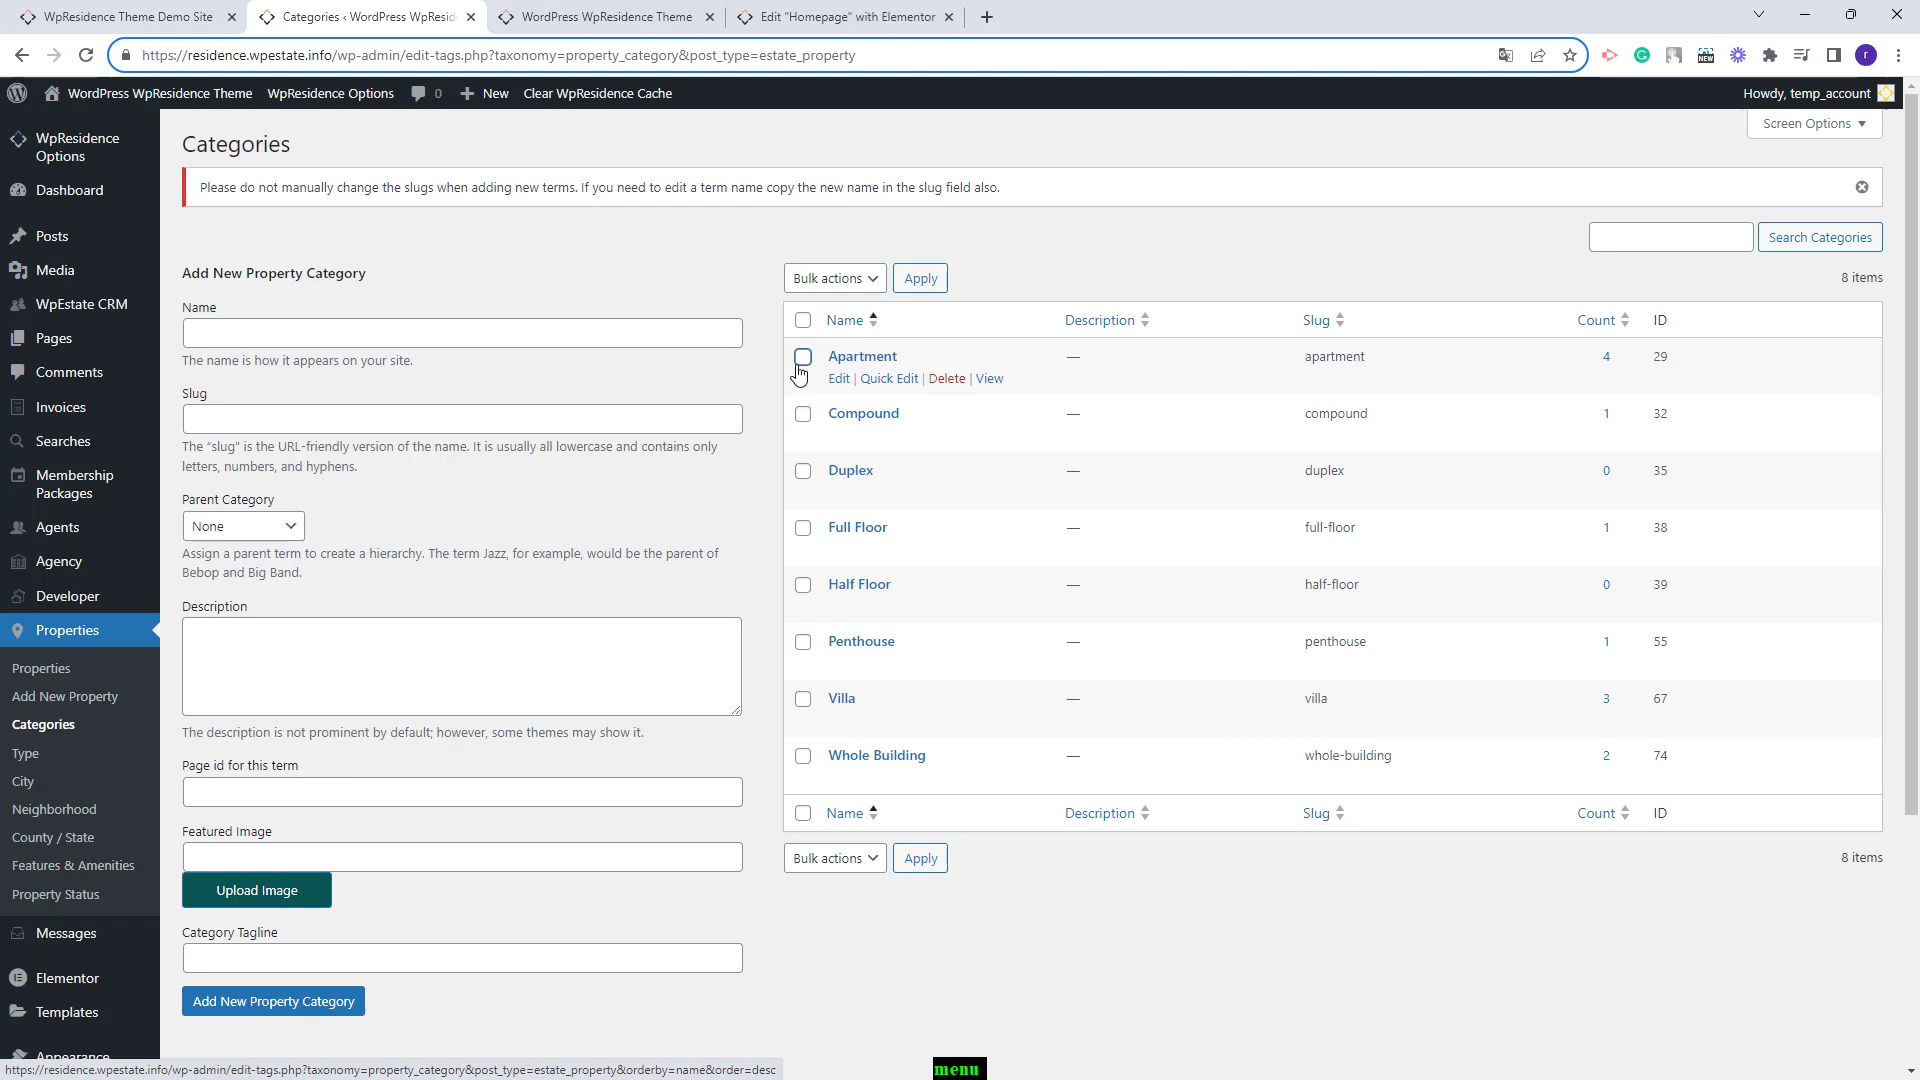 WpResidence Theme Demo Site
Categories ‹ WordPress WpResid
WordPress WpResidence Theme
Edit "Homepage" with Elementor
https://residence.wpestate.info/wp-admin/edit-tags.php?taxonomy=property_category&post_type=estate_property
NEW
r
WordPress WpResidence Theme
WpResidence Options
0
New
Clear WpResidence Cache
Howdy, temp_account
WpResidence
Options
Dashboard
Posts
Media
WpEstate CRM
Pages
Comments
Invoices
Searches
Membership
Packages
Agents
Agency
Developer
Properties
Properties
Add New Property
Categories
Type
City
Neighborhood
County / State
Features & Amenities
Property Status
Messages
Elementor
Templates
Appearance
Categories
Screen Options
Please do not manually change the slugs when adding new terms. If you need to edit a term name copy the new name in the slug field also.
Search Categories
Add New Property Category
Name
The name is how it appears on your site.
Slug
The “slug” is the URL-friendly version of the name. It is usually all lowercase and contains only
letters, numbers, and hyphens.
Parent Category
None
Assign a parent term to create a hierarchy. The term Jazz, for example, would be the parent of
Bebop and Big Band.
Description
The description is not prominent by default; however, some themes may show it.
Page id for this term
Featured Image
Upload Image
Category Tagline
Add New Property Category
Bulk actions
Apply
8 items
Name Description Slug Count ID
Apartment — apartment 4 29
Edit | Quick Edit | Delete | View
Compound — compound 1 32
Duplex — duplex 0 35
Full Floor — full-floor 1 38
Half Floor — half-floor 0 39
Penthouse — penthouse 1 55
Villa — villa 3 67
Whole Building — whole-building 2 74
Name Description Slug Count ID
Bulk actions
Apply
8 items
https://residence.wpestate.info/wp-admin/edit-tags.php?taxonomy=property_category&post_type=estate_property&orderby=name&order=desc
menu